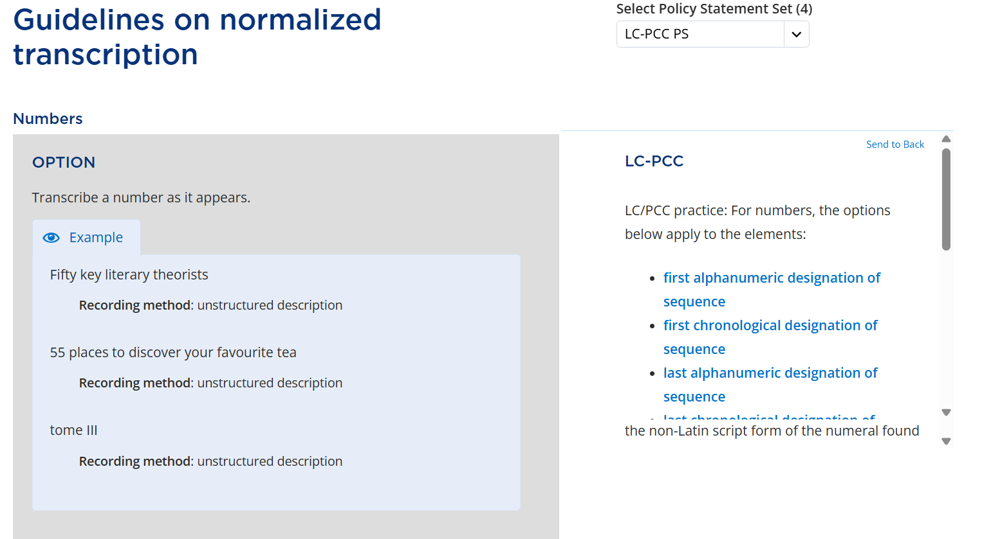 Guidelines on normalized
transcription
Select Policy Statement Set (4)
LC-PCC PS
Numbers
OPTION
Transcribe a number as it appears.
Example
Fifty key literary theorists
Recording method: unstructured description
55 places to discover your favourite tea
Recording method: unstructured description
tome III
Recording method: unstructured description
Send to Back
LC-PCC
LC/PCC practice: For numbers, the options
below apply to the elements:
• first alphanumeric designation of
sequence
• first chronological designation of
sequence
• last alphanumeric designation of
sequence
• last chronological designation of
the non-Latin script form of the numeral found